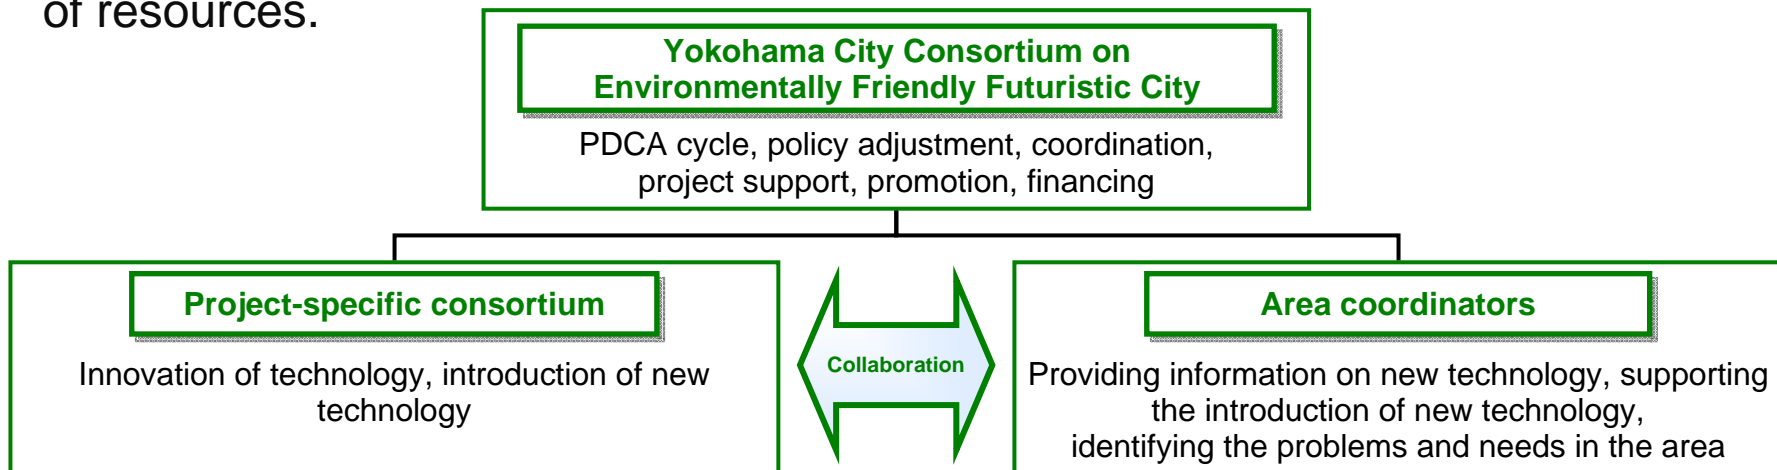 of resources.
Yokohama City Consortium on
Environmentally Friendly Futuristic City
PDCA cycle, policy adjustment, coordination,
project support, promotion, financing
Project-specific consortium
Innovation of technology, introduction of new
technology
Collaboration
Area coordinators
Providing information on new technology, supporting
the introduction of new technology,
identifying the problems and needs in the area